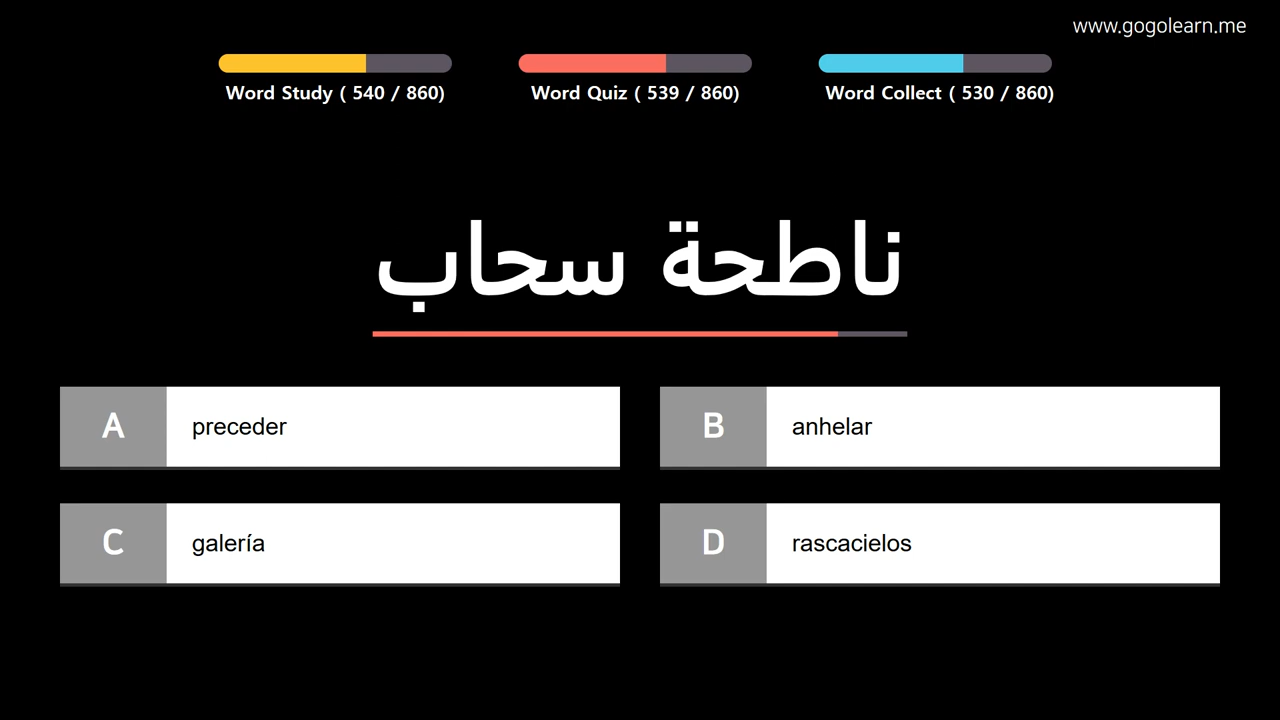 www.gogolearn.me
Word Study ( 540 / 860)
Word Quiz ( 539 / 860)
Word Collect ( 530 / 860)
ناطحة سحاب
A preceder
B anhelar
C galería
D rascacielos